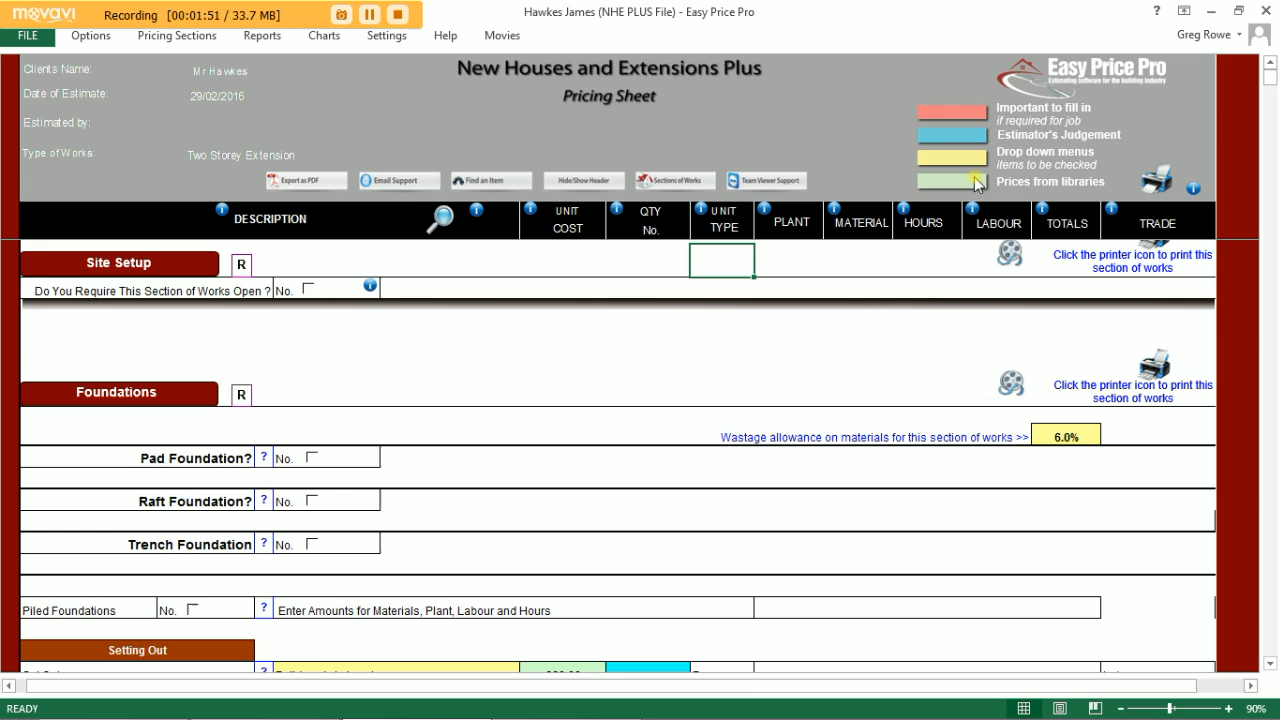 movavi
Recording [00:01:51 / 33.7 MB]
Hawkes James (NHE PLUS File) - Easy Price Pro
?
FILE Options Pricing Sections Reports Charts Settings Help Movies
Greg Rowe
Clients Name: Mr Hawkes
Date of Estimate: 29/02/2016
Estimated by:
Type of Works: Two Storey Extension
New Houses and Extensions Plus
Pricing Sheet
Easy Price Pro
Estimating software for the building industry
Important to fill in
if required for job
Estimator's Judgement
Drop down menus
items to be checked
Prices from libraries
Export as PDF Email Support Find an Item Hide/Show Header Sections of Works Team Viewer Support
DESCRIPTION
UNIT COST
QTY No.
UNIT TYPE
PLANT
MATERIAL
HOURS
LABOUR
TOTALS
TRADE
Site Setup R
Click the printer icon to print this
section of works
Do You Require This Section of Works Open ? No.
Foundations R
Click the printer icon to print this
section of works
Wastage allowance on materials for this section of works >> 6.0%
Pad Foundation? ? No.
Raft Foundation? ? No.
Trench Foundation ? No.
Piled Foundations No. ? Enter Amounts for Materials, Plant, Labour and Hours
Setting Out
READY
90%